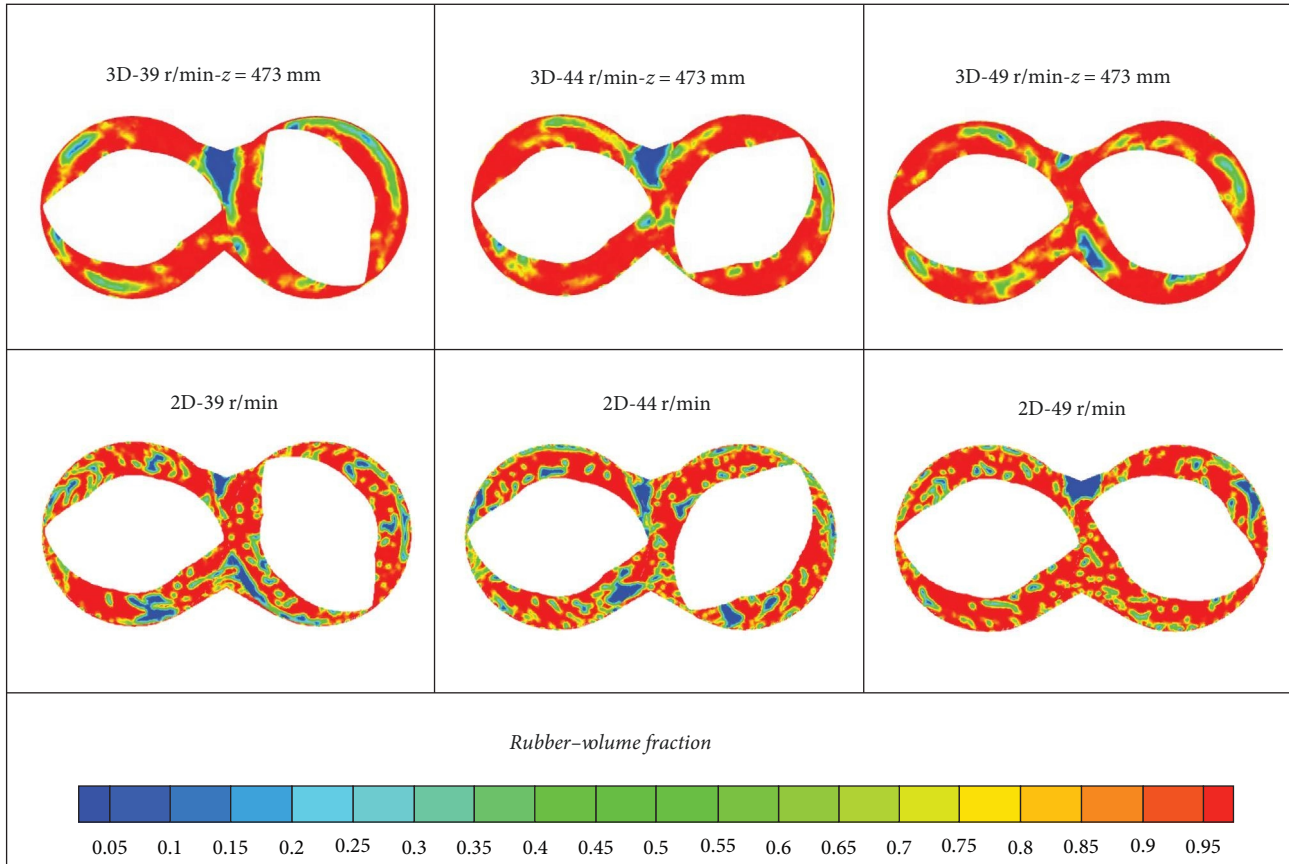 3D-39 r/min-z = 473 mm
3D-44 r/min-z = 473 mm
3D-49 r/min-z = 473 mm
2D-39 r/min
2D-44 r/min
2D-49 r/min
Rubber–volume fraction
0.05 0.1 0.15 0.2 0.25 0.3 0.35 0.4 0.45 0.5 0.55 0.6 0.65 0.7 0.75 0.8 0.85 0.9 0.95